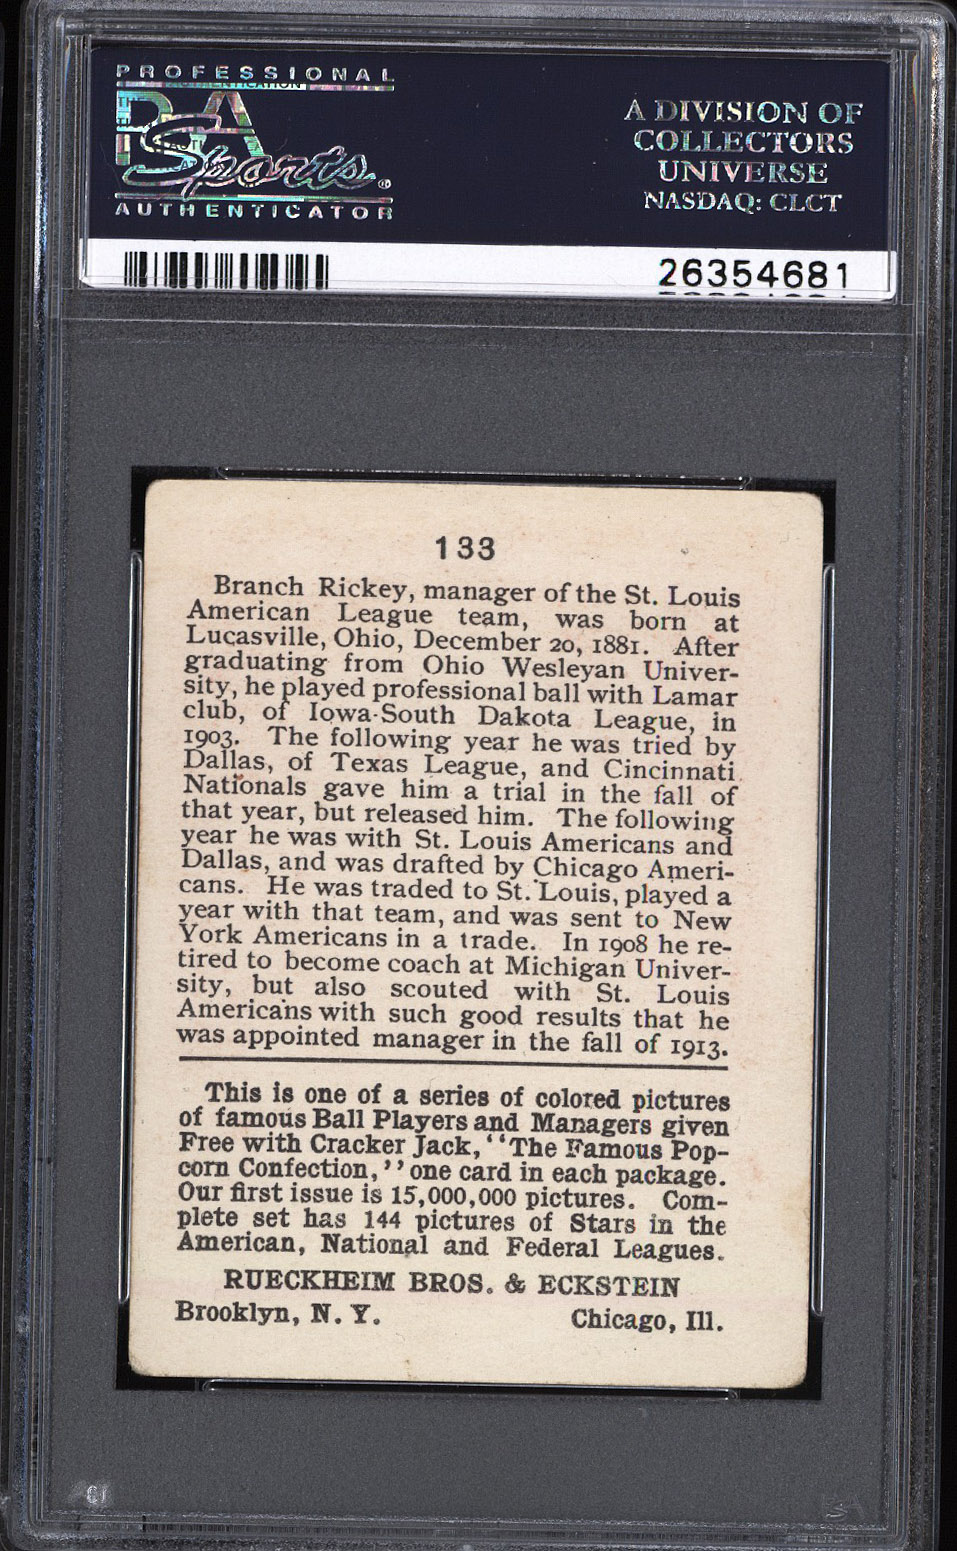 PROFESSIONAL
PSA
Sports®
AUTHENTICATOR
A DIVISION OF
COLLECTORS
UNIVERSE
NASDAQ: CLCT
26354681
133
Branch Rickey, manager of the St. Louis
American League team, was born at
Lucasville, Ohio, December 20, 1881. After
graduating from Ohio Wesleyan Univer-
sity, he played professional ball with Lamar
club, of Iowa-South Dakota League, in
1903. The following year he was tried by
Dallas, of Texas League, and Cincinnati
Nationals gave him a trial in the fall of
that year, but released him. The following
year he was with St. Louis Americans and
Dallas, and was drafted by Chicago Ameri-
cans. He was traded to St. Louis, played a
year with that team, and was sent to New
York Americans in a trade. In 1908 he re-
tired to become coach at Michigan Univer-
sity, but also scouted with St. Louis
Americans with such good results that he
was appointed manager in the fall of 1913.
This is one of a series of colored pictures
of famous Ball Players and Managers given
Free with Cracker Jack, "The Famous Pop-
corn Confection," one card in each package.
Our first issue is 15,000,000 pictures. Com-
plete set has 144 pictures of Stars in the
American, National and Federal Leagues.
RUECKHEIM BROS. & ECKSTEIN
Brooklyn, N. Y. Chicago, Ill.